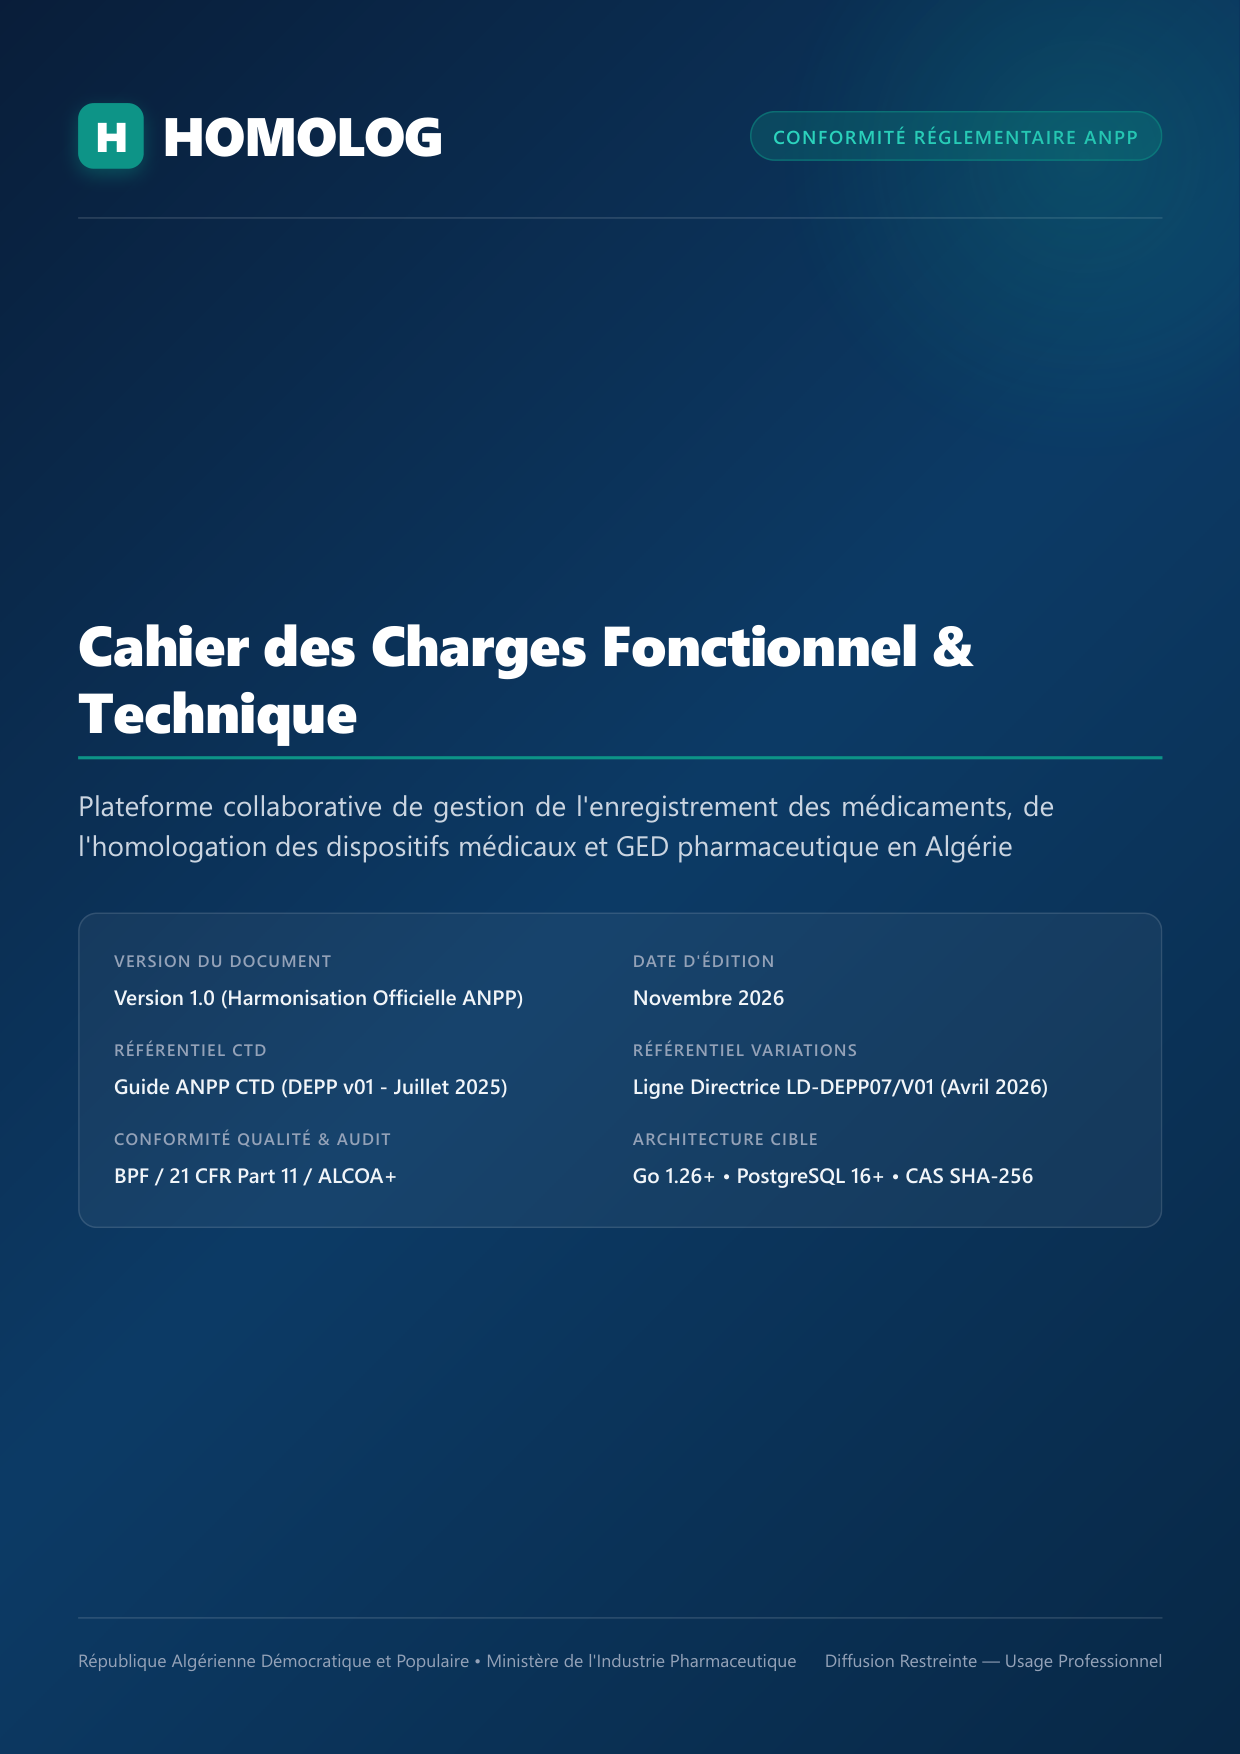 H HOMOLOG
CONFORMITÉ RÉGLEMENTAIRE ANPP
Cahier des Charges Fonctionnel &
Technique
Plateforme collaborative de gestion de l'enregistrement des médicaments, de
l'homologation des dispositifs médicaux et GED pharmaceutique en Algérie
VERSION DU DOCUMENT
Version 1.0 (Harmonisation Officielle ANPP)
DATE D'ÉDITION
Novembre 2026
RÉFÉRENTIEL CTD
Guide ANPP CTD (DEPP v01 - Juillet 2025)
RÉFÉRENTIEL VARIATIONS
Ligne Directrice LD-DEPP07/V01 (Avril 2026)
CONFORMITÉ QUALITÉ & AUDIT
BPF / 21 CFR Part 11 / ALCOA+
ARCHITECTURE CIBLE
Go 1.26+ • PostgreSQL 16+ • CAS SHA-256
République Algérienne Démocratique et Populaire • Ministère de l'Industrie Pharmaceutique
Diffusion Restreinte — Usage Professionnel